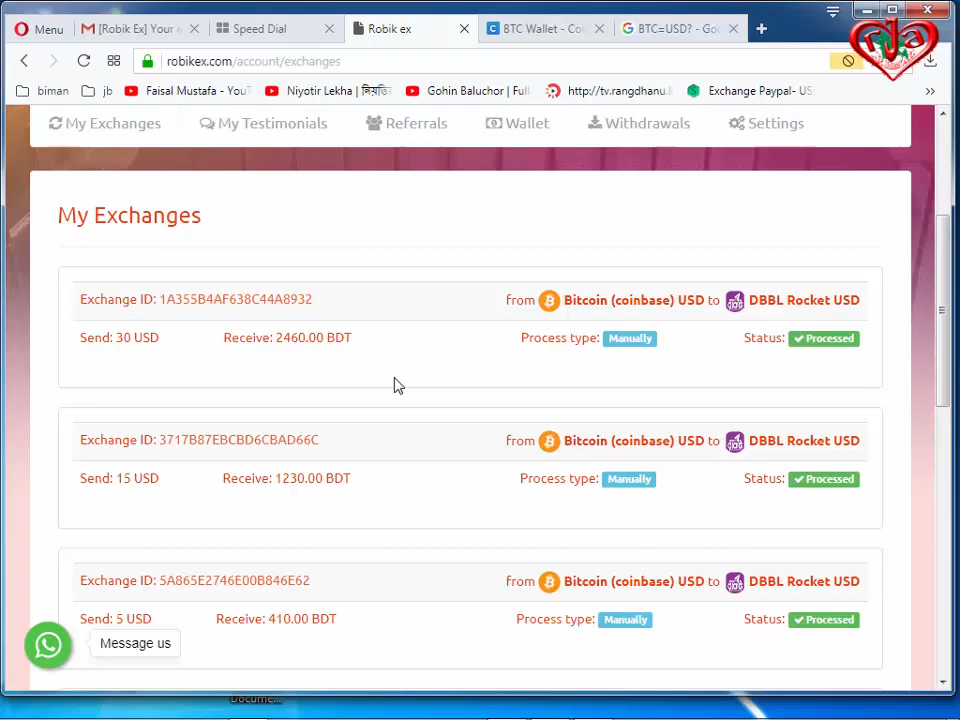 Menu
[Robik Ex] Your e
Speed Dial
Robik ex
BTC Wallet - Coi
BTC=USD? - Go
robikex.com/account/exchanges
biman
jb
Faisal Mustafa - YouT
Niyotir Lekha | নিয়তির
Gohin Baluchor | Full
http://tv.rangdhanu.l
Exchange Paypal- US
My Exchanges
My Testimonials
Referrals
Wallet
Withdrawals
Settings
My Exchanges
Exchange ID: 1A355B4AF638C44A8932
from Bitcoin (coinbase) USD to DBBL Rocket USD
Send: 30 USD
Receive: 2460.00 BDT
Process type: Manually
Status: Processed
Exchange ID: 3717B87EBCBD6CBAD66C
from Bitcoin (coinbase) USD to DBBL Rocket USD
Send: 15 USD
Receive: 1230.00 BDT
Process type: Manually
Status: Processed
Exchange ID: 5A865E2746E00B846E62
from Bitcoin (coinbase) USD to DBBL Rocket USD
Send: 5 USD
Receive: 410.00 BDT
Process type: Manually
Status: Processed
Message us
Docume...